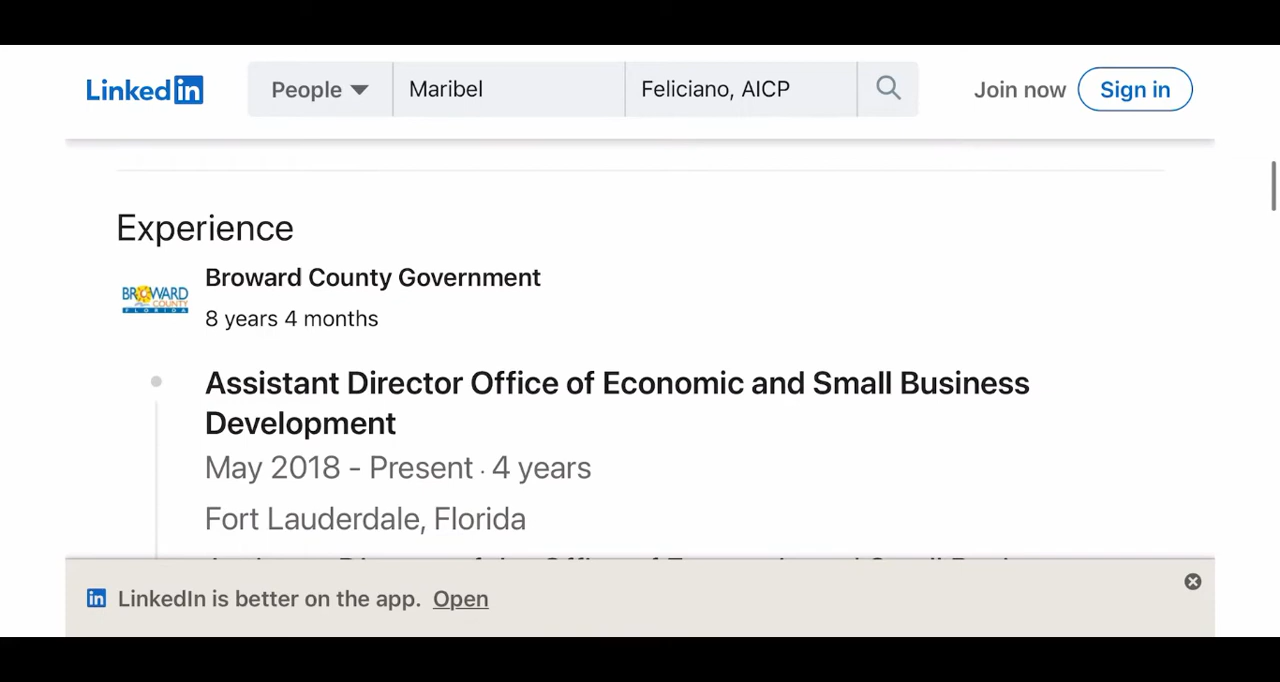 LinkedIn People Maribel Feliciano, AICP Join now Sign in
Experience
BROWARD
COUNTY
FLORIDA
Broward County Government
8 years 4 months
Assistant Director Office of Economic and Small Business
Development
May 2018 - Present · 4 years
Fort Lauderdale, Florida
in LinkedIn is better on the app. Open